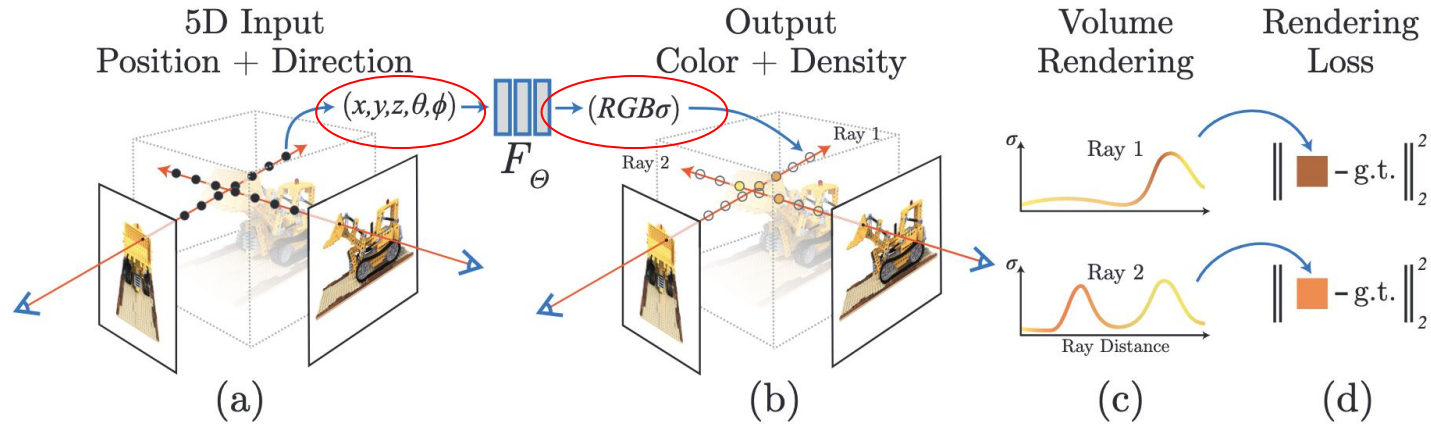 5D Input
Position + Direction
(x,y,z,θ,ϕ)
F_Θ
Output
Color + Density
(RGBσ)
Ray 1
Ray 2
Volume
Rendering
σ
Ray 1
σ
Ray 2
Ray Distance
Rendering
Loss
‖ – g.t. ‖²₂
‖ – g.t. ‖²₂
(a)
(b)
(c)
(d)